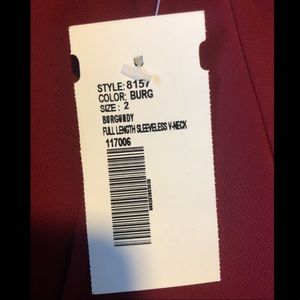 STYLE: 8157
COLOR: BURG
SIZE : 2
BURGUNDY
FULL LENGTH SLEEVELESS V-NECK
117006